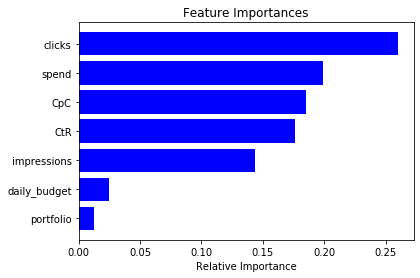 Feature Importances
clicks
spend
CpC
CtR
impressions
daily_budget
portfolio
0.00 0.05 0.10 0.15 0.20 0.25
Relative Importance